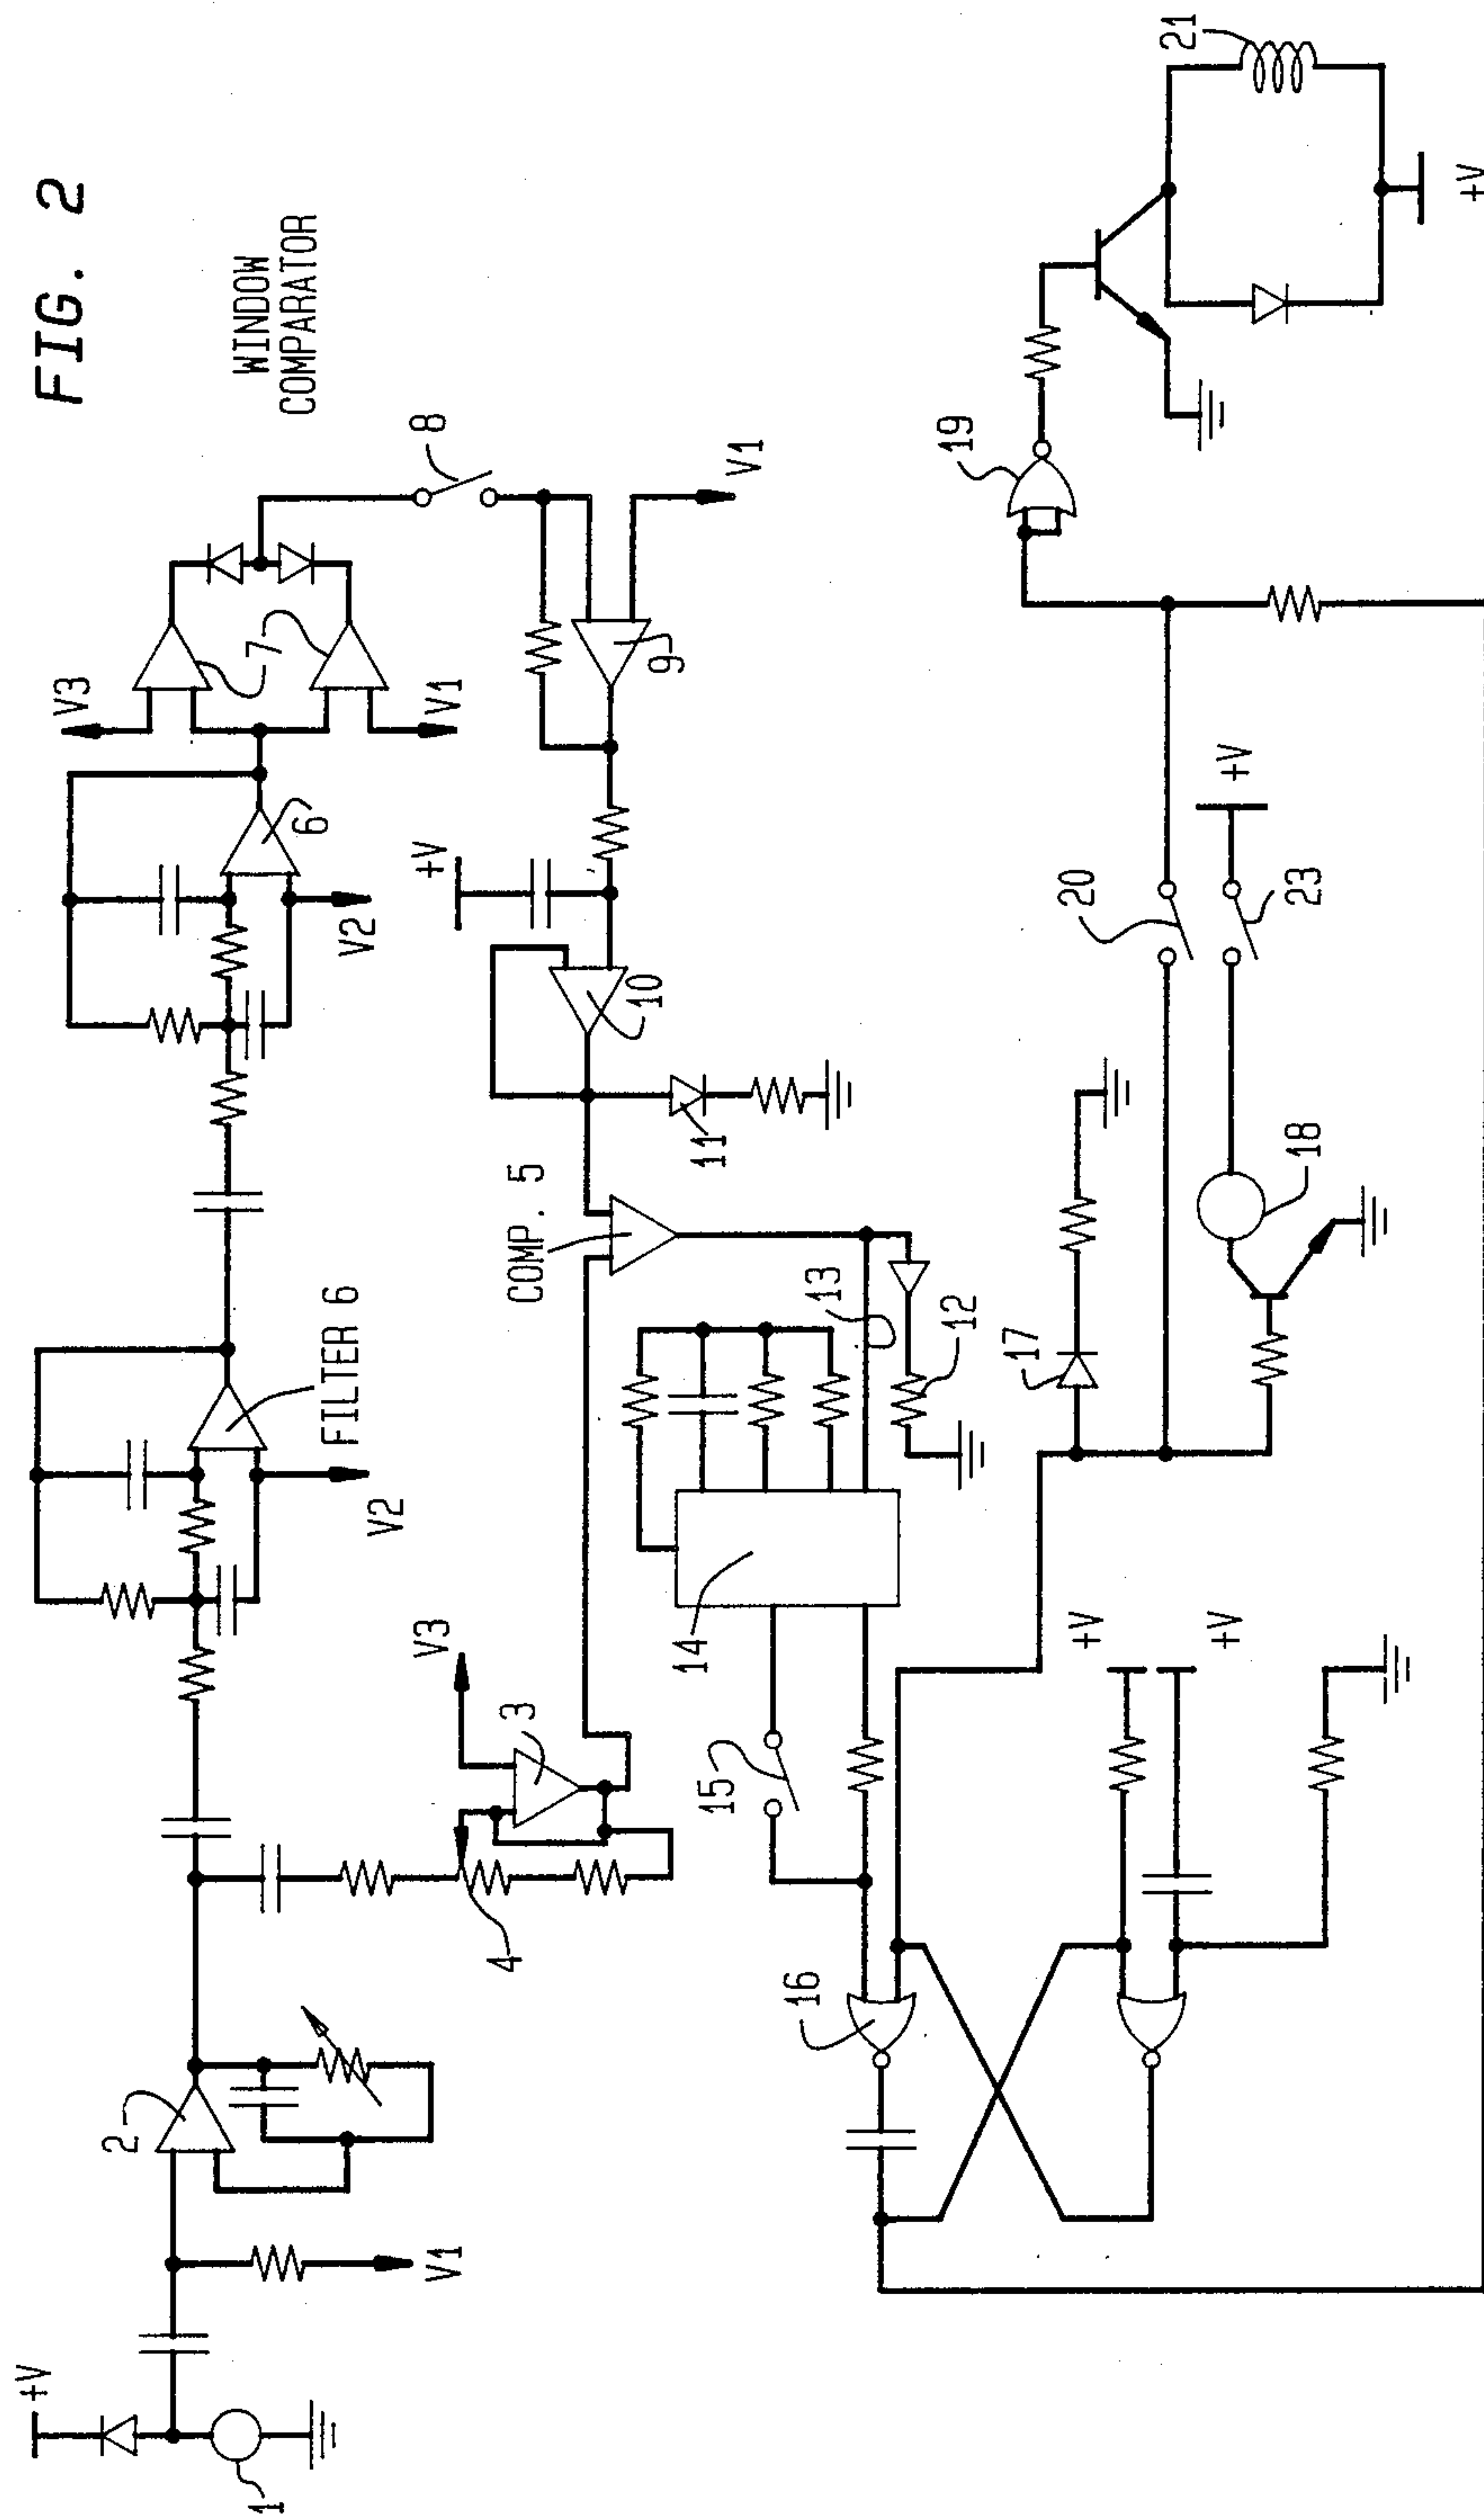 FIG. 2
WINDOW
COMPARATOR
+V
1
V1
2
4
V3
3
FILTER 6
V2
6
V2
V3
7
V1
8
9
V1
+V
10
11
COMP. 5
12
13
14
15
16
+V
+V
17
18
20
23
+V
19
21
+V